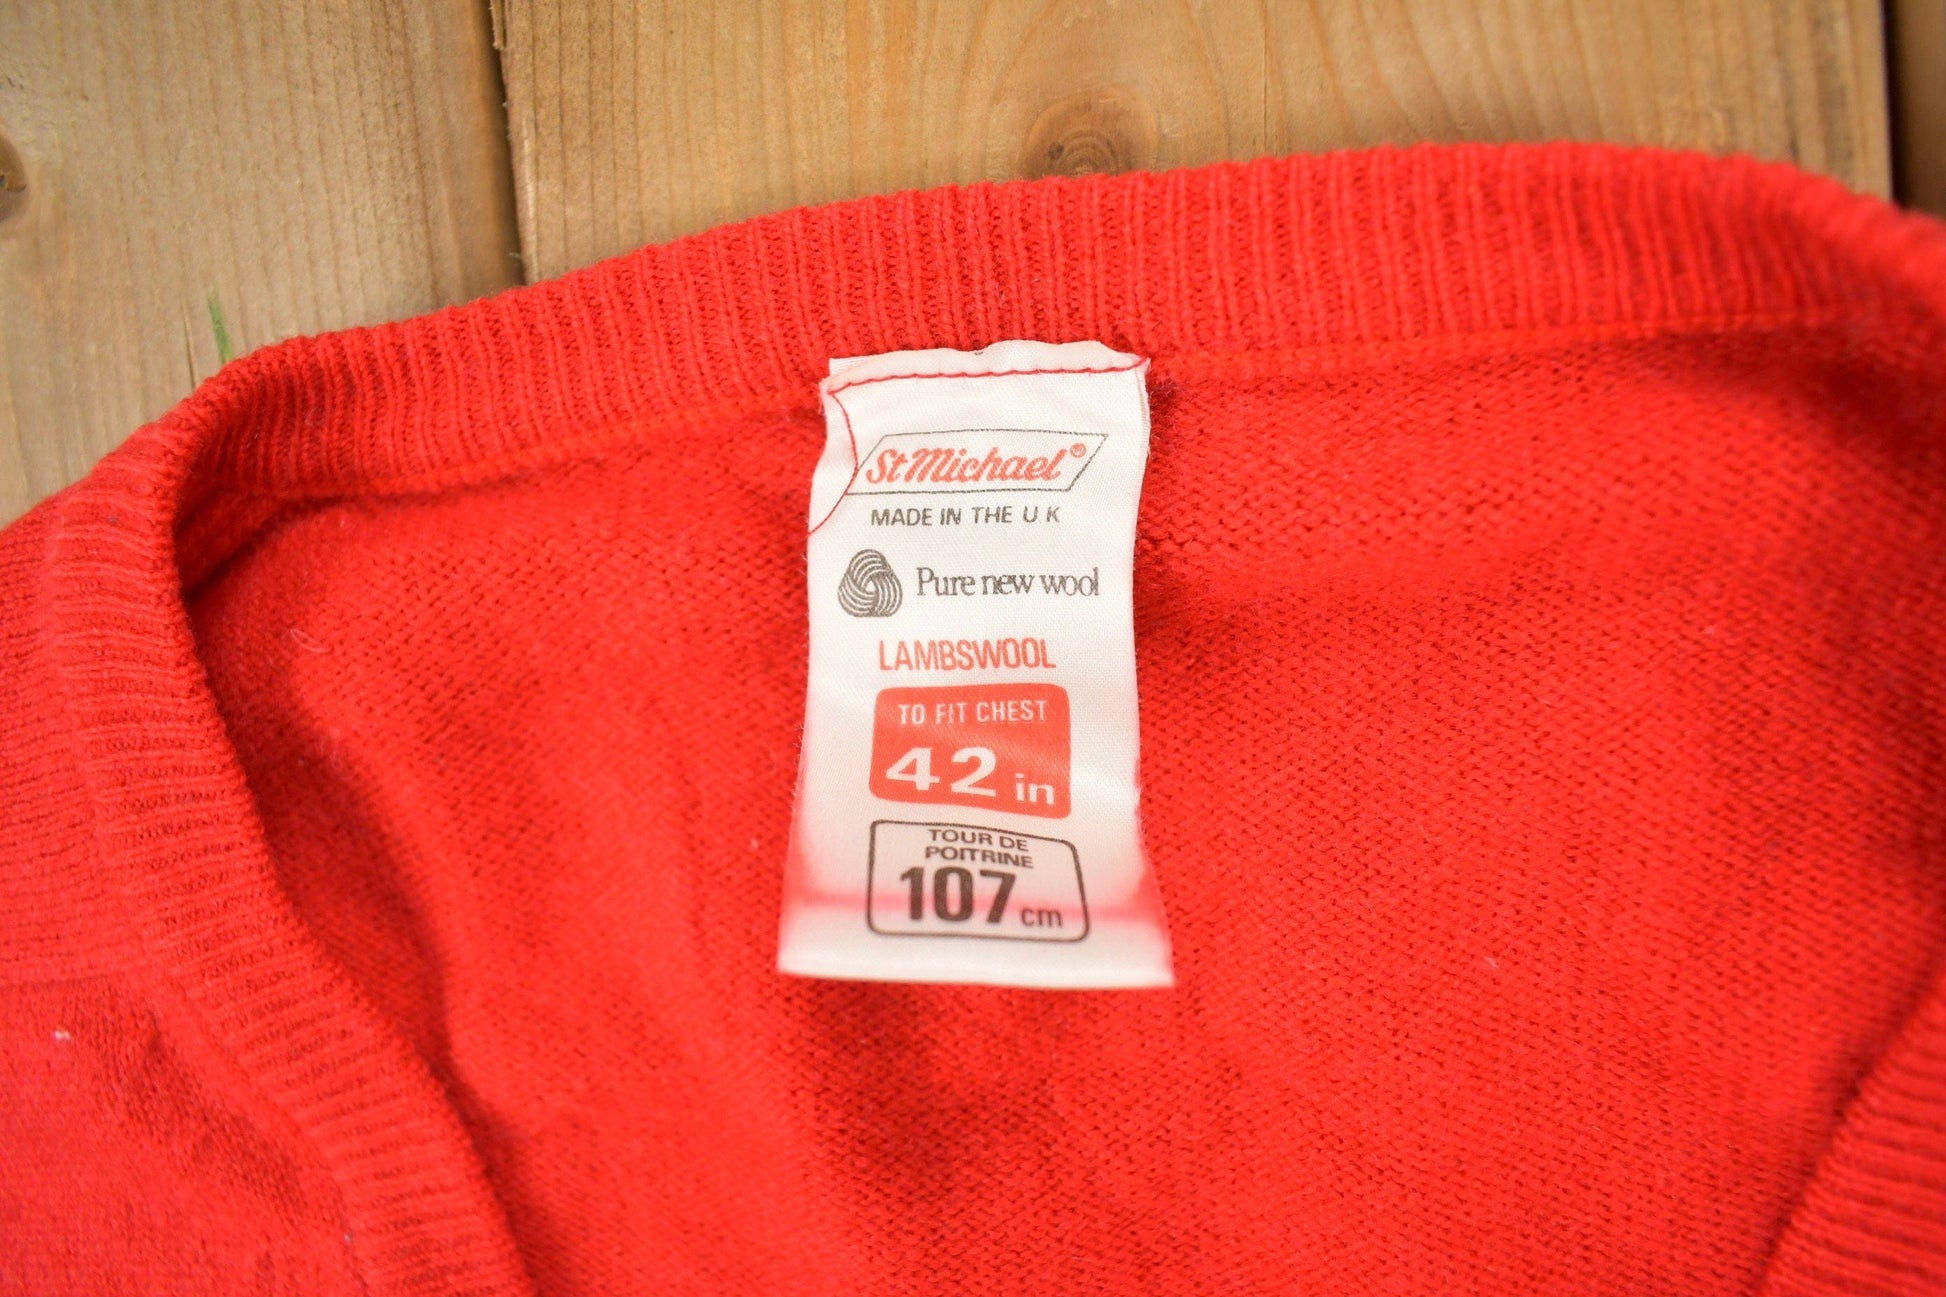 St Michael®
MADE IN THE U K
Pure new wool
LAMBSWOOL
TO FIT CHEST
42 in
TOUR DE
POITRINE
107 cm